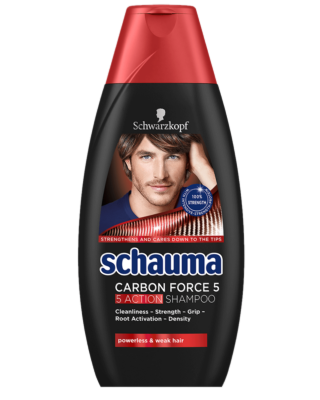 Schwarzkopf
100%
STRENGTH
STRENGTHENS AND CARES DOWN TO THE TIPS
schauma
CARBON FORCE 5
5 ACTION SHAMPOO
Cleanliness – Strength – Grip –
Root Activation – Density
powerless & weak hair